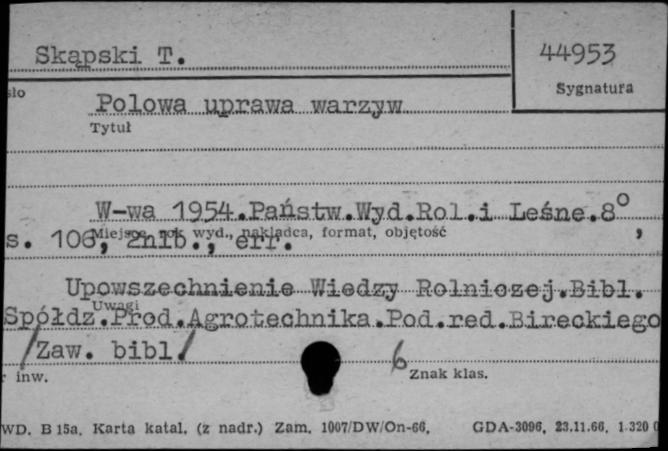 Skąpski T.
44953
Sygnatura
sło
Polowa uprawa warzyw
Tytuł
W-wa 1954.Państw.Wyd.Rol.i Leśne.8°,
Miejsce, rok wyd., nakładca, format, objętość
s. 106, 2nlb., err.
Upowszechnienie Wiedzy Rolniczej.Bibl.
Uwagi
Spółdz.Prod.Agrotechnika.Pod.red.Bireckiego
/Zaw. bibl./
6
r inw.
Znak klas.
WD. B 15a. Karta katal. (z nadr.) Zam. 1007/DW/On-66. GDA-3096, 23.11.66, 1.320 0